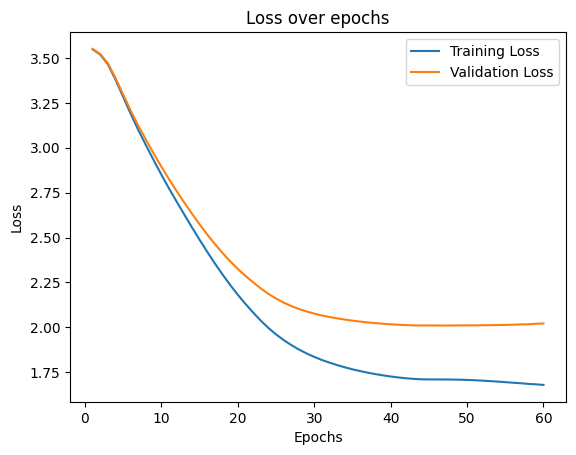 Loss over epochs
Training Loss
Validation Loss
3.50
3.25
3.00
2.75
2.50
2.25
2.00
1.75
Loss
0 10 20 30 40 50 60
Epochs